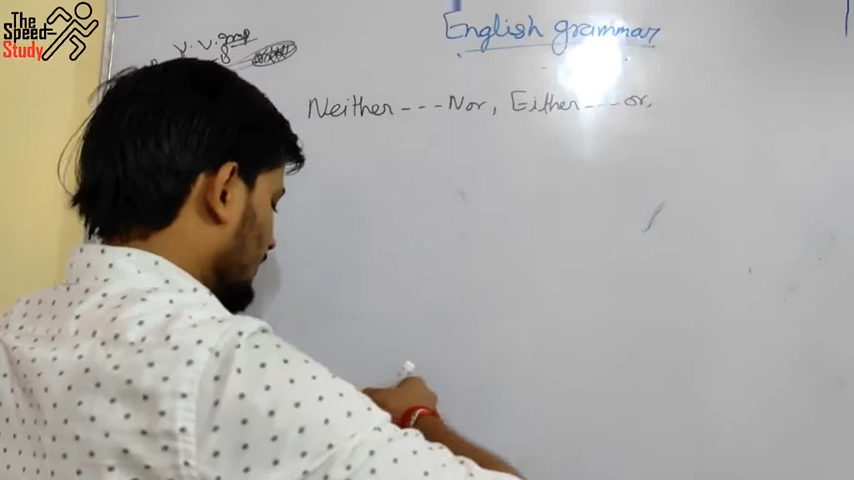 The
Speed
Study
English grammar
Neither - - - Nor, Either - - - or,